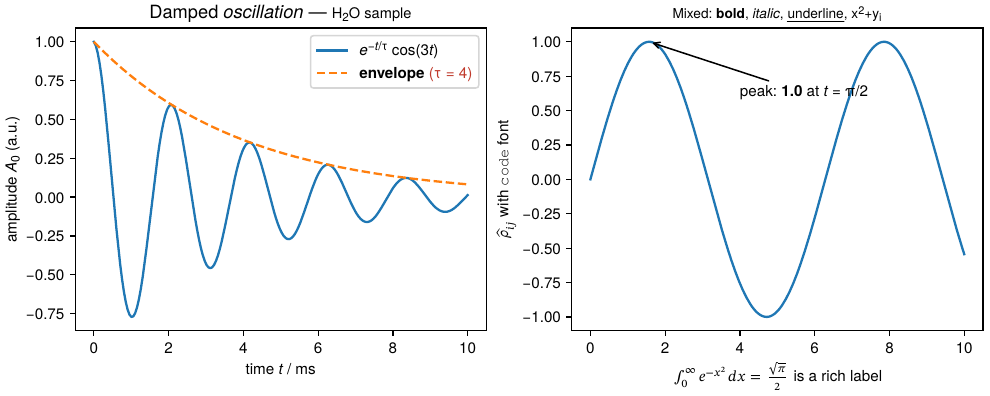 Damped oscillation — H₂O sample
e⁻ᵗ/τ cos(3t)
envelope (τ = 4)
amplitude A₀ (a.u.)
1.00
0.75
0.50
0.25
0.00
−0.25
−0.50
−0.75
0 2 4 6 8 10
time t / ms
Mixed: bold, italic, underline, x²+yᵢ
peak: 1.0 at t = π/2
ρ̂ᵢⱼ with code font
1.00
0.75
0.50
0.25
0.00
−0.25
−0.50
−0.75
−1.00
0 2 4 6 8 10
∫₀^∞ e^{−x²} dx = √π/2 is a rich label